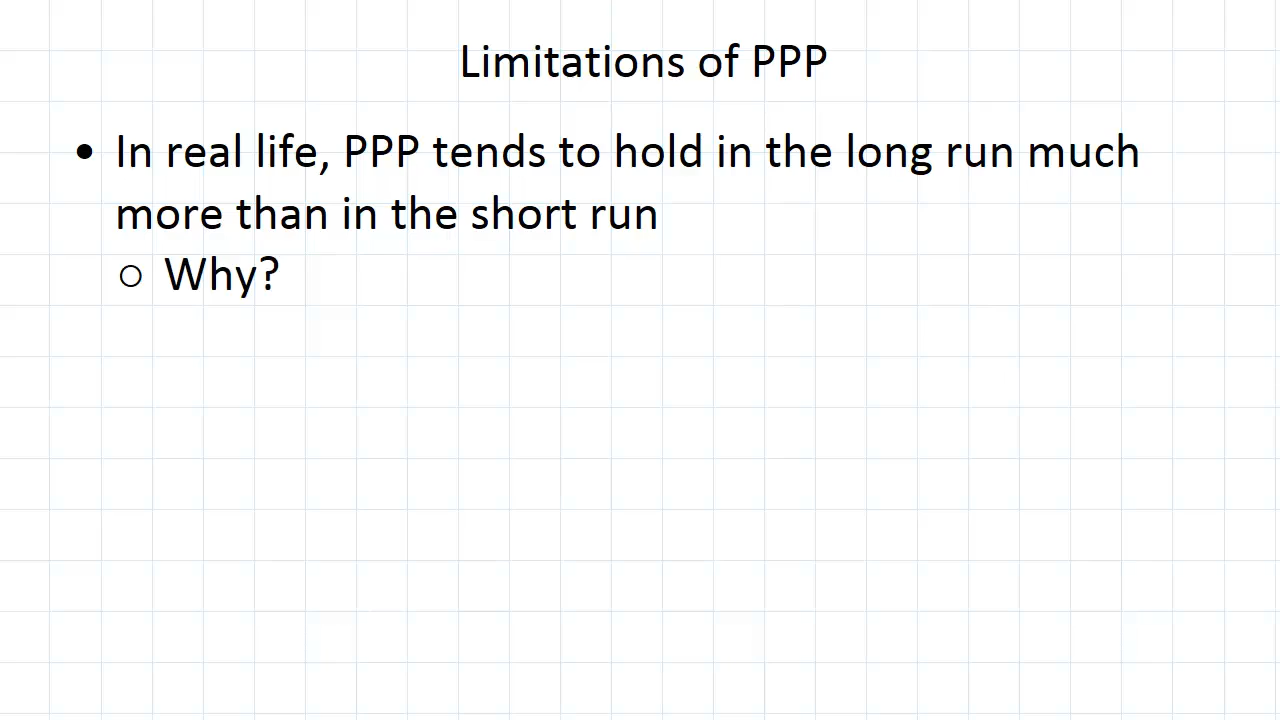 Limitations of PPP
• In real life, PPP tends to hold in the long run much
more than in the short run
○ Why?